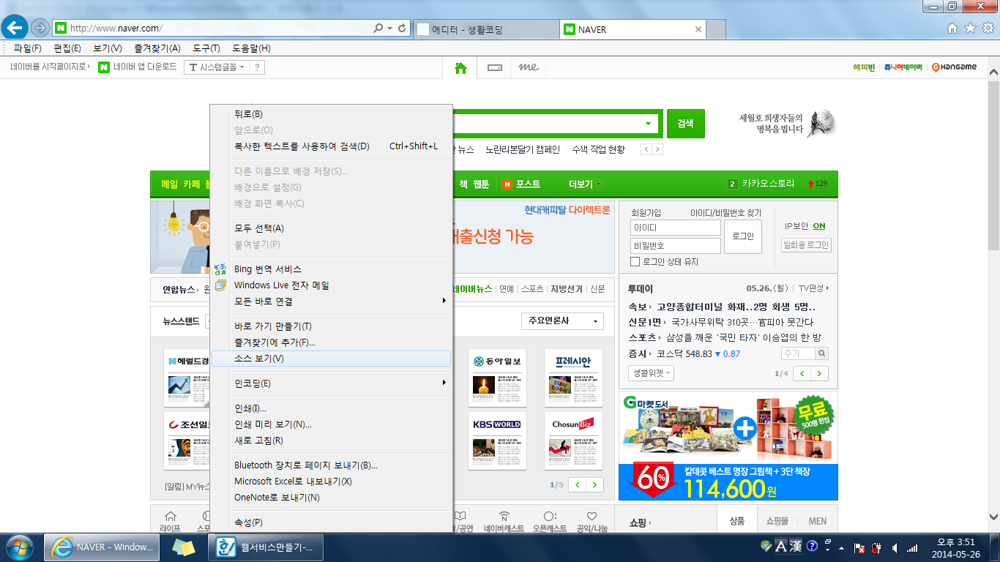 http://www.naver.com/
에디터 - 생활코딩
NAVER
파일(F) 편집(E) 보기(V) 즐겨찾기(A) 도구(T) 도움말(H)
네이버를 시작페이지로 네이버 앱 다운로드 T 시스템글꼴 ?
me
해피빈 쥬니어네이버 HANGAME
세월호 희생자들의
명복을 빕니다
검색
뉴스 노란리본달기 캠페인 수색 작업 현황
메일 카페
책 웹툰 N 포스트 더보기
2 카카오스토리 129
뒤로(B)
앞으로(O)
복사한 텍스트를 사용하여 검색(D) Ctrl+Shift+L
다른 이름으로 배경 저장(S)...
배경으로 설정(G)
배경 화면 복사(C)
모두 선택(A)
붙여넣기(P)
Bing 번역 서비스
Windows Live 전자 메일
모든 바로 연결
바로 가기 만들기(T)
즐겨찾기에 추가(F)...
소스 보기(V)
인코딩(E)
인쇄(I)...
인쇄 미리 보기(N)...
새로 고침(R)
Bluetooth 장치로 페이지 보내기(B)...
Microsoft Excel로 내보내기(X)
OneNote로 보내기(N)
속성(P)
현대캐피탈 다이렉트론
대출신청 가능
회원가입 아이디/비밀번호 찾기
아이디
비밀번호
로그인
로그인 상태 유지
IP보안 ON
일회용 로그인
연합뉴스
네이버뉴스 연예 스포츠 지방선거 신문
뉴스스탠드
주요언론사
헤럴드경
동아일보
프레시안
조선일보
KBS WORLD
ChosunBiz
[알림] MY뉴스
1/5
투데이 05.26.(월) TV편성
속보 고양종합터미널 화재..2명 회생 5명..
신문1면 국가사무위탁 310곳…官피아 못간다
스포츠 삼성을 깨운 '국민 타자' 이승엽의 한 방
증시 코스닥 548.83 ▼ 0.87 주가
생활위젯 1/4
G마켓 도서
무료
500명 한정
60%
칼데콧 베스트 명장 그림책 + 3단 책장
114,600원
라이프 스포
/공연 네이버캐스트 오픈캐스트 공익/나눔
쇼핑 상품 쇼핑몰 MEN
NAVER - Window...
웹서비스만들기-...
A 漢
오후 3:51
2014-05-26